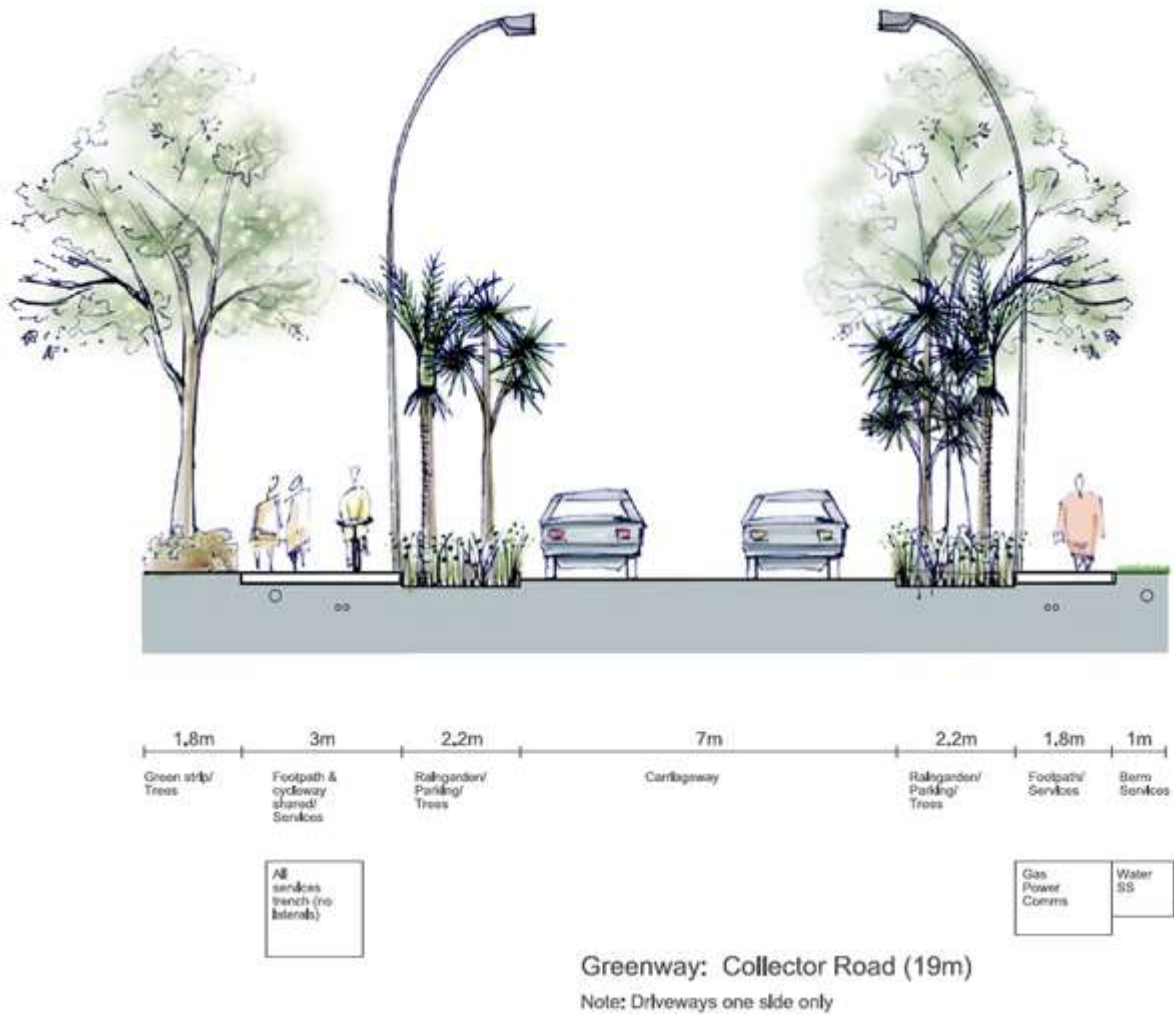 1.8m
3m
2.2m
7m
2.2m
1.8m
1m
Green strip/
Trees
Footpath &
cycleway
shared/
Services
Raingarden/
Parking/
Trees
Carriageway
Raingarden/
Parking/
Trees
Footpath/
Services
Berm
Services
All
services
trench (no
laterals)
Gas
Power
Comms
Water
SS
Greenway: Collector Road (19m)
Note: Driveways one side only